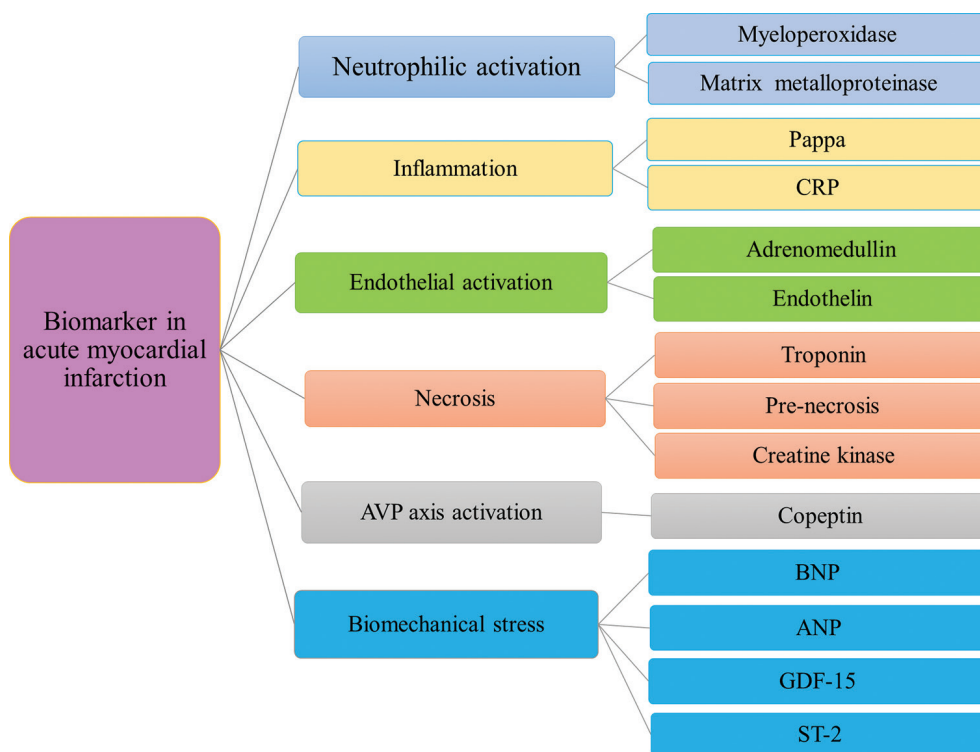 Biomarker in
acute myocardial
infarction
Neutrophilic activation
Myeloperoxidase
Matrix metalloproteinase
Inflammation
Pappa
CRP
Endothelial activation
Adrenomedullin
Endothelin
Necrosis
Troponin
Pre-necrosis
Creatine kinase
AVP axis activation
Copeptin
Biomechanical stress
BNP
ANP
GDF-15
ST-2